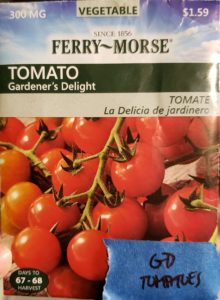 300 MG
VEGETABLE
$1.59
SINCE 1856
FERRY~MORSE®
TOMATO
Gardener's Delight
TOMATE
La Delicia de jardinero
DAYS TO
67 - 68
HARVEST
GD
TOMATOES